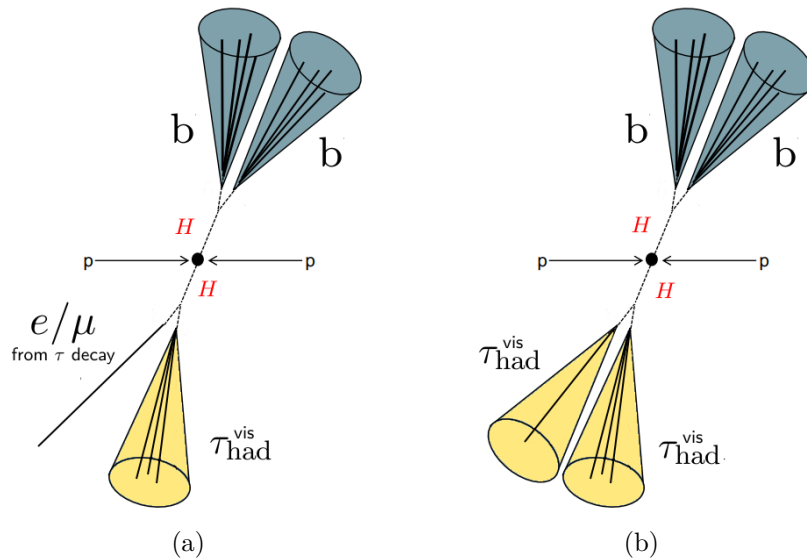 b
b
H
p
p
H
e/μ
from τ decay
τ_had^vis
(a)
b
b
H
p
p
H
τ_had^vis
τ_had^vis
(b)